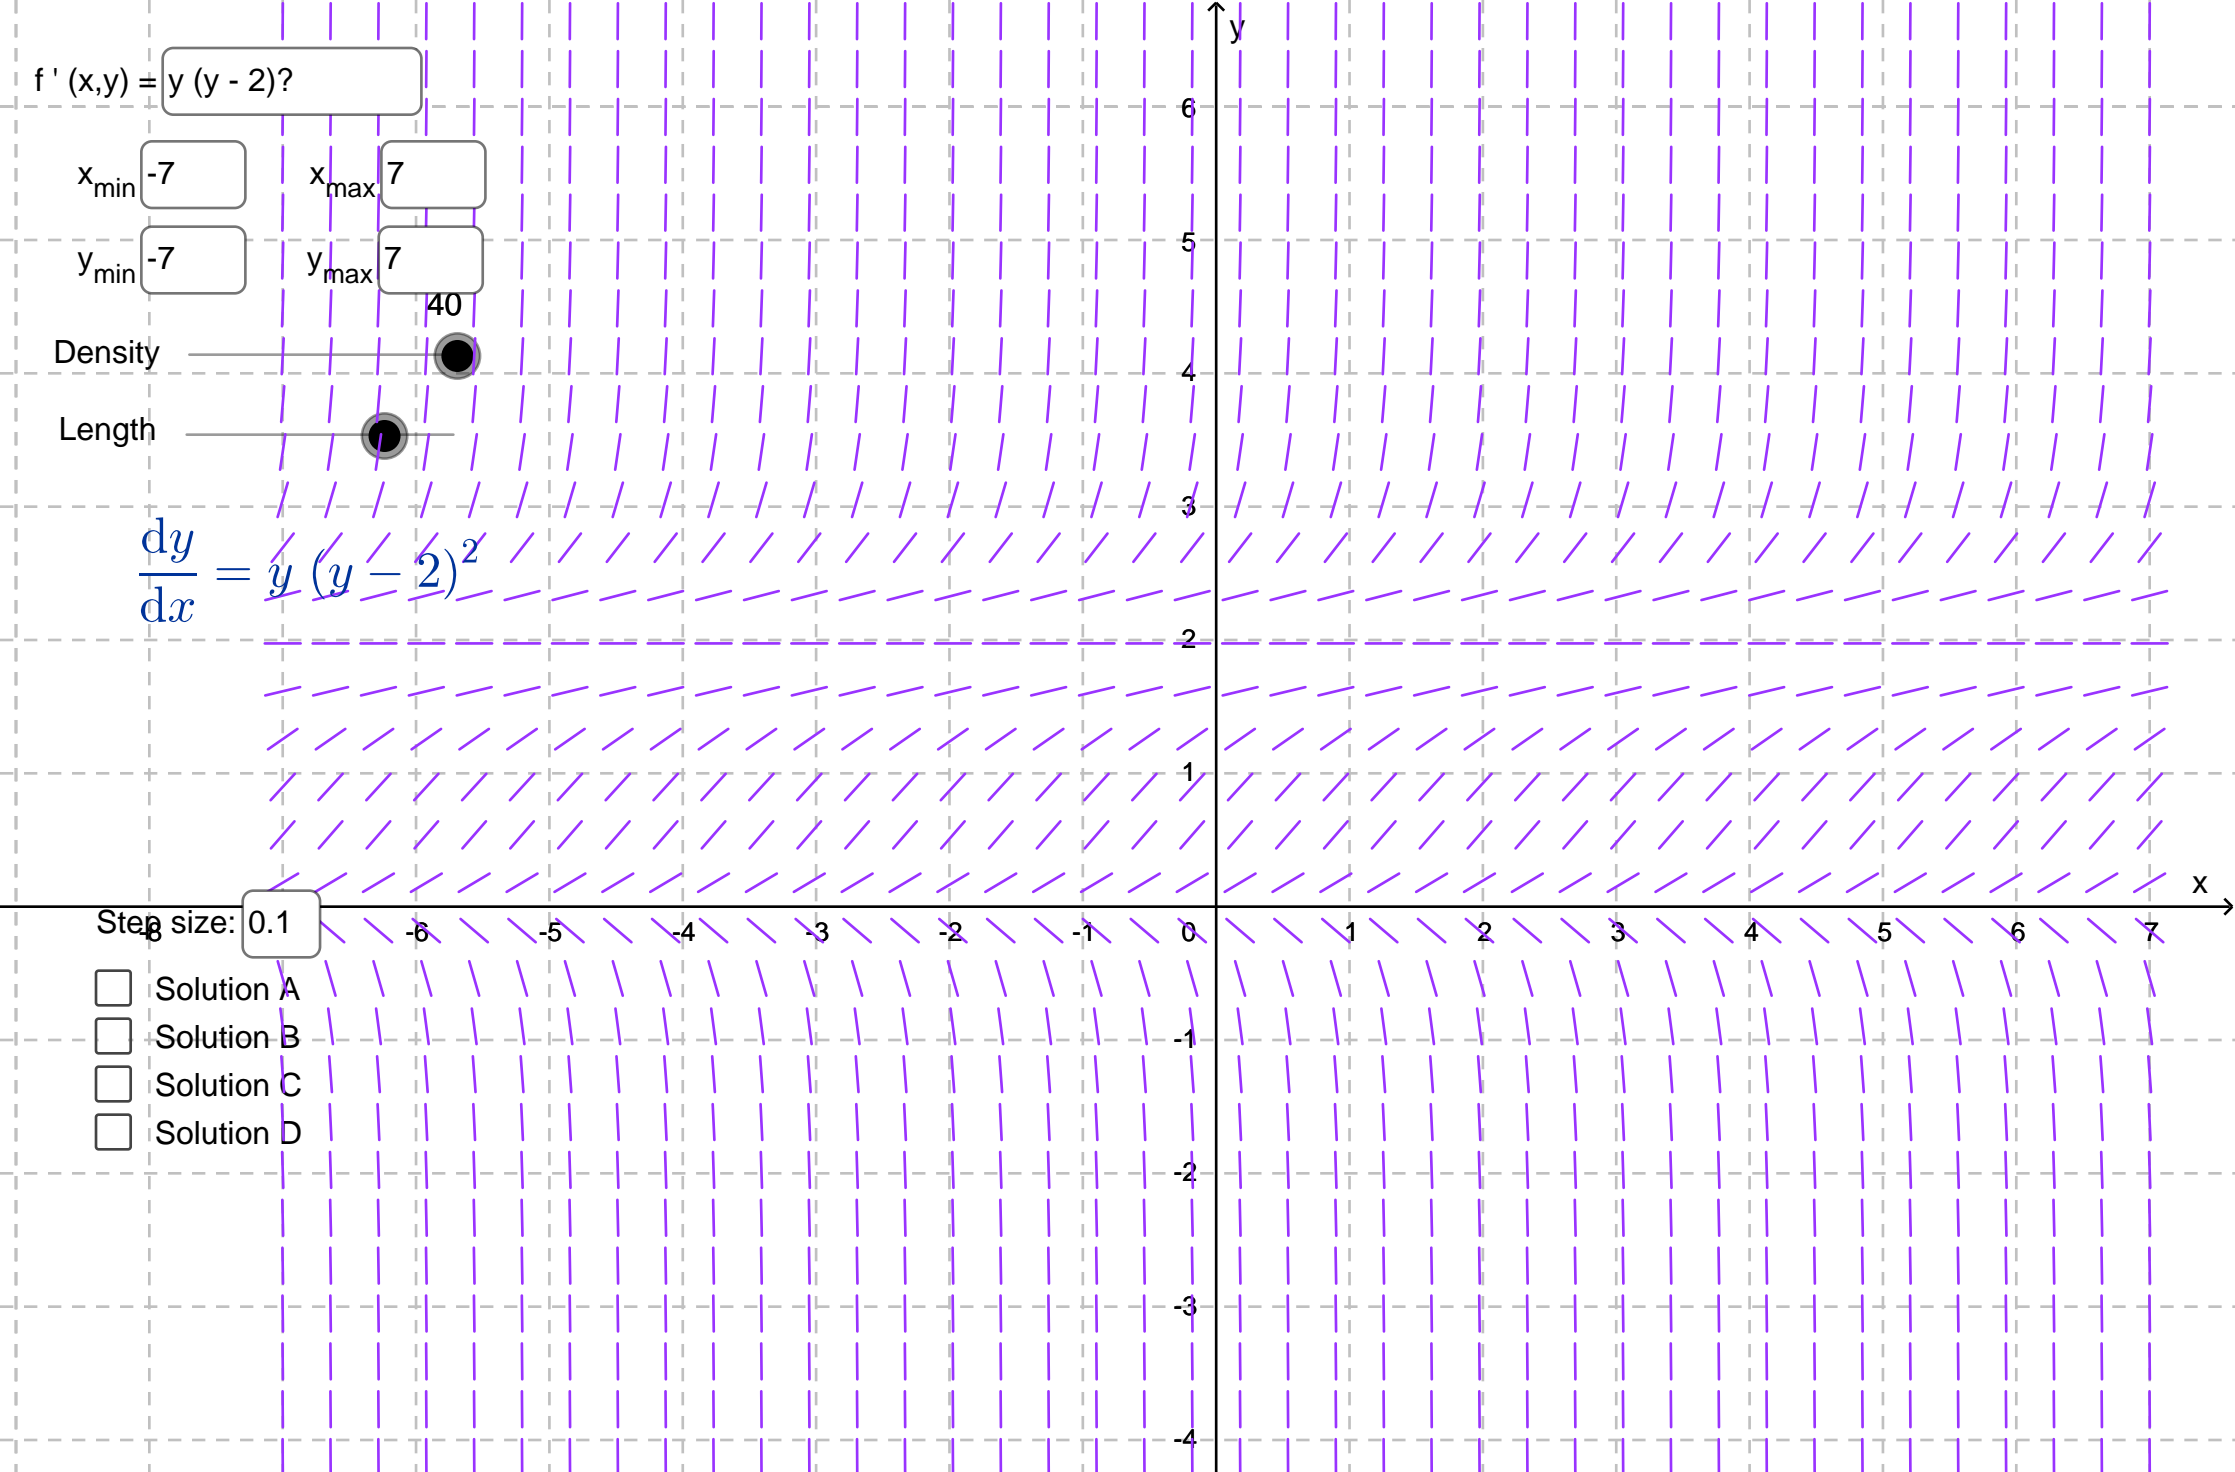 y
f ' (x,y) = y (y - 2)?
6
xmin -7 xmax 7
5
ymin -7 ymax 7
40
Density
4
Length
3
dy/dx = y (y − 2)²
2
1
x
Step size: 0.1
-8 -6 -5 -4 -3 -2 -1 0 1 2 3 4 5 6 7
Solution A
Solution B
-1
Solution C
Solution D
-2
-3
-4